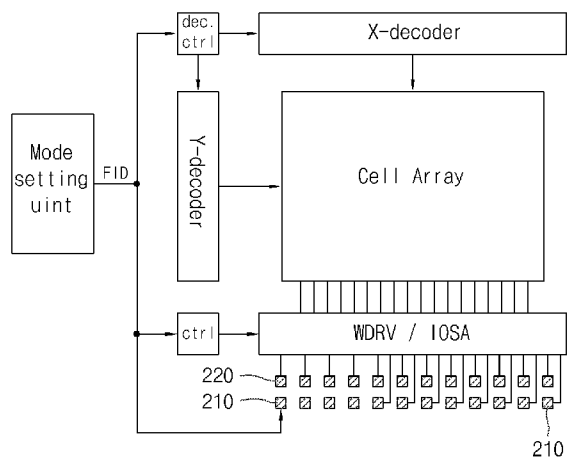 dec.
ctrl
X-decoder
Mode
setting
uint
FID
Y-decoder
Cell Array
ctrl
WDRV / IOSA
220
210
210